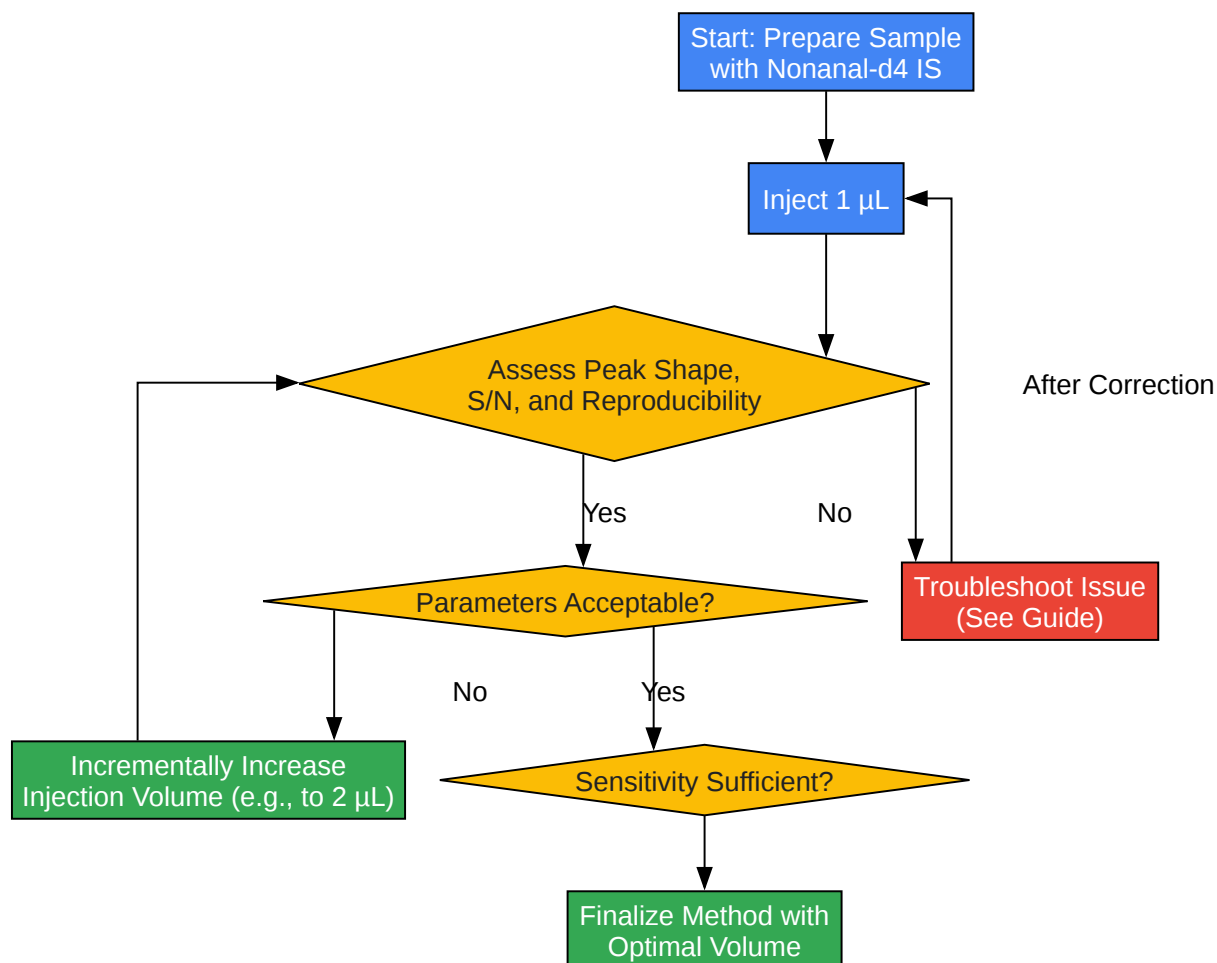 Start: Prepare Sample
with Nonanal-d4 IS
Inject 1 µL
Assess Peak Shape,
S/N, and Reproducibility
After Correction
Yes
No
Troubleshoot Issue
(See Guide)
Parameters Acceptable?
No
Yes
Incrementally Increase
Injection Volume (e.g., to 2 µL)
Sensitivity Sufficient?
Finalize Method with
Optimal Volume